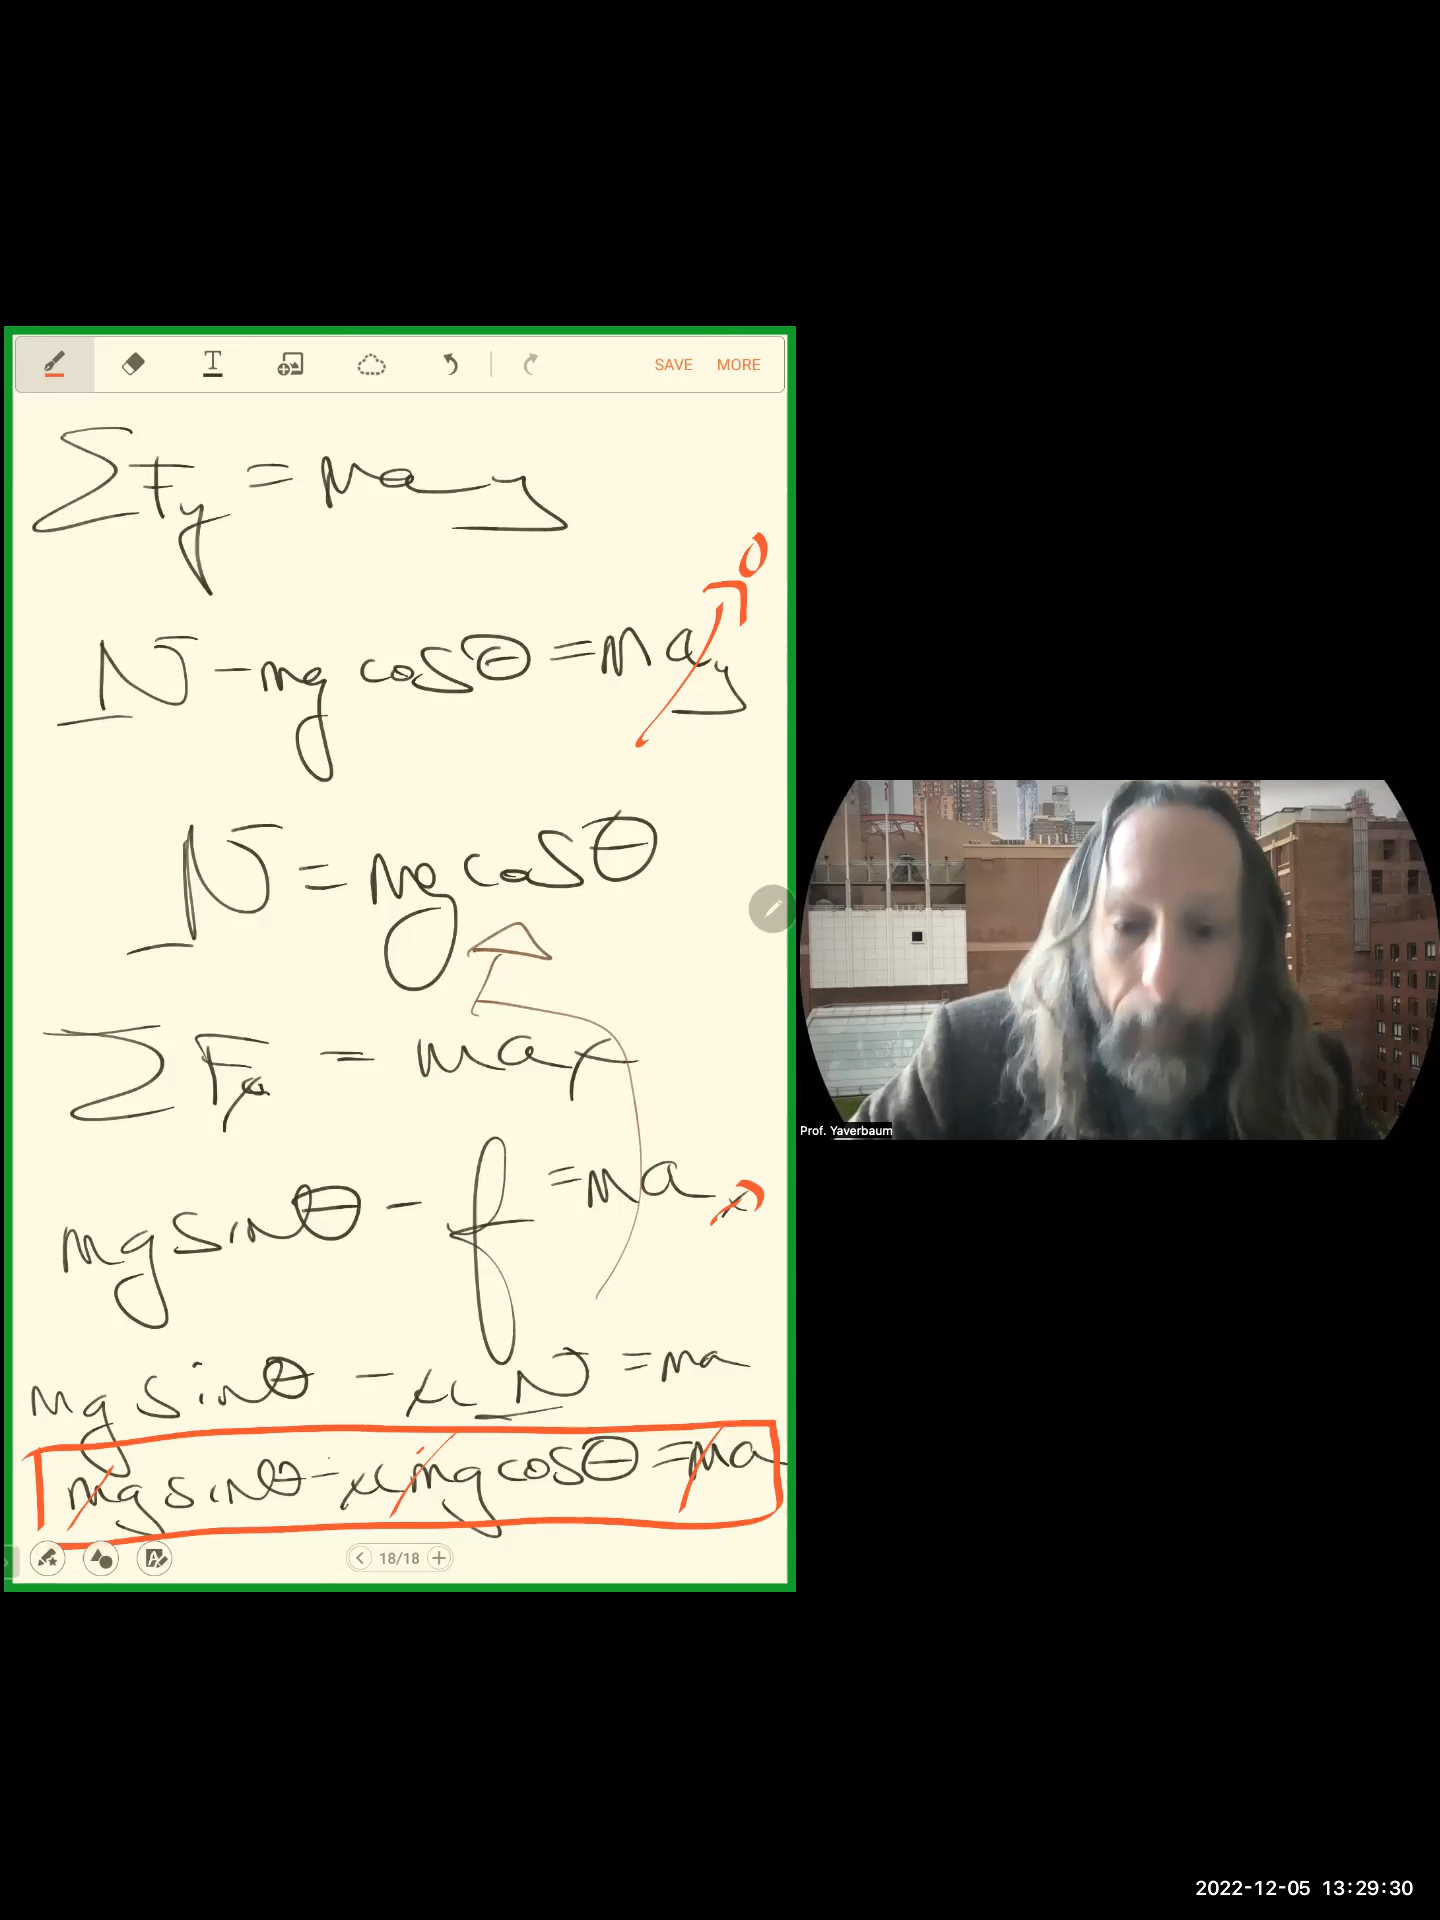 T SAVE MORE
ΣFy = may
0
N - mg cosθ = may
N = mg cosθ
ΣFx = max
mg sinθ - f = max
mg sinθ - μN = ma
mg sinθ - μmg cosθ = ma
A 18/18
Prof. Yaverbaum
2022-12-05 13:29:30